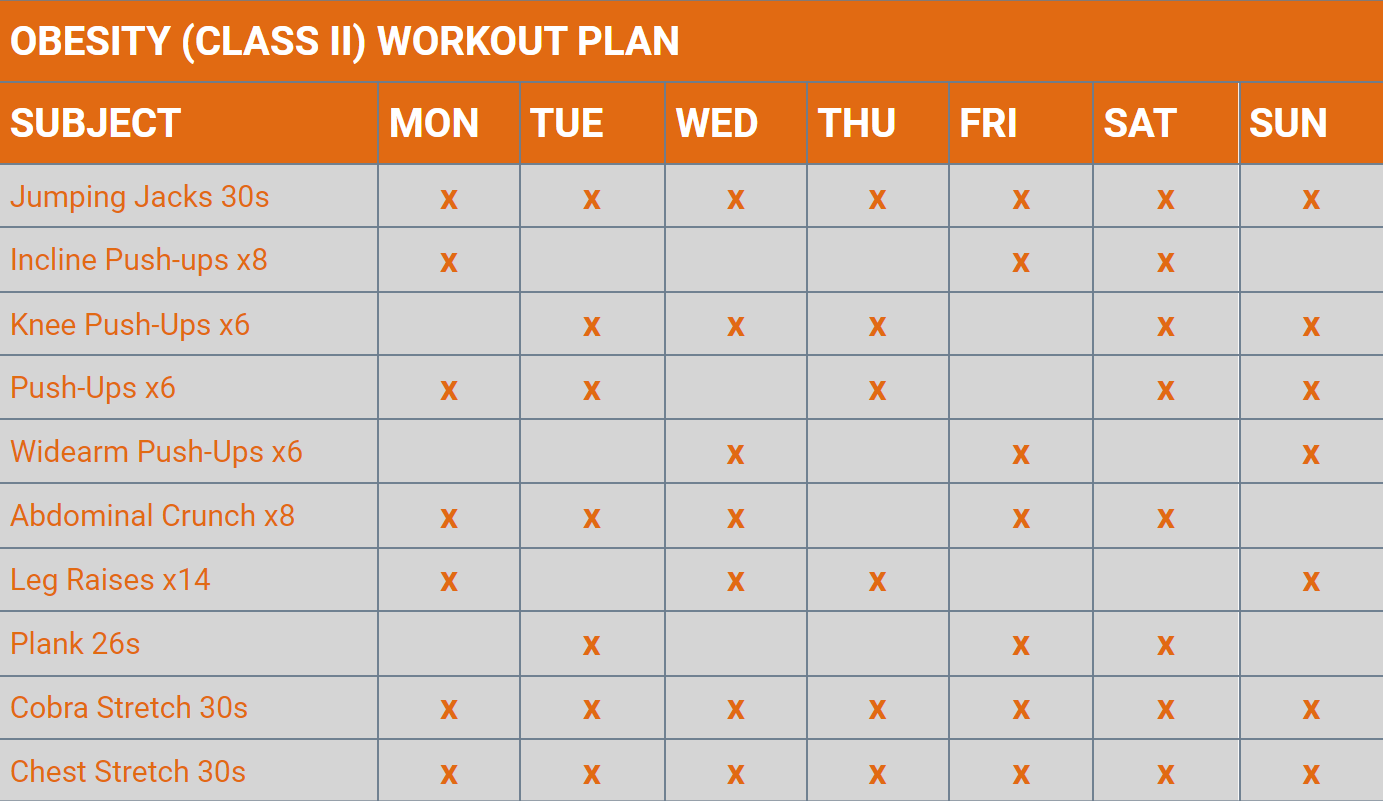 OBESITY (CLASS II) WORKOUT PLAN
SUBJECT MON TUE WED THU FRI SAT SUN
Jumping Jacks 30s x x x x x x x
Incline Push-ups x8 x x x
Knee Push-Ups x6 x x x x x
Push-Ups x6 x x x x x
Widearm Push-Ups x6 x x x
Abdominal Crunch x8 x x x x x
Leg Raises x14 x x x x
Plank 26s x x x
Cobra Stretch 30s x x x x x x x
Chest Stretch 30s x x x x x x x